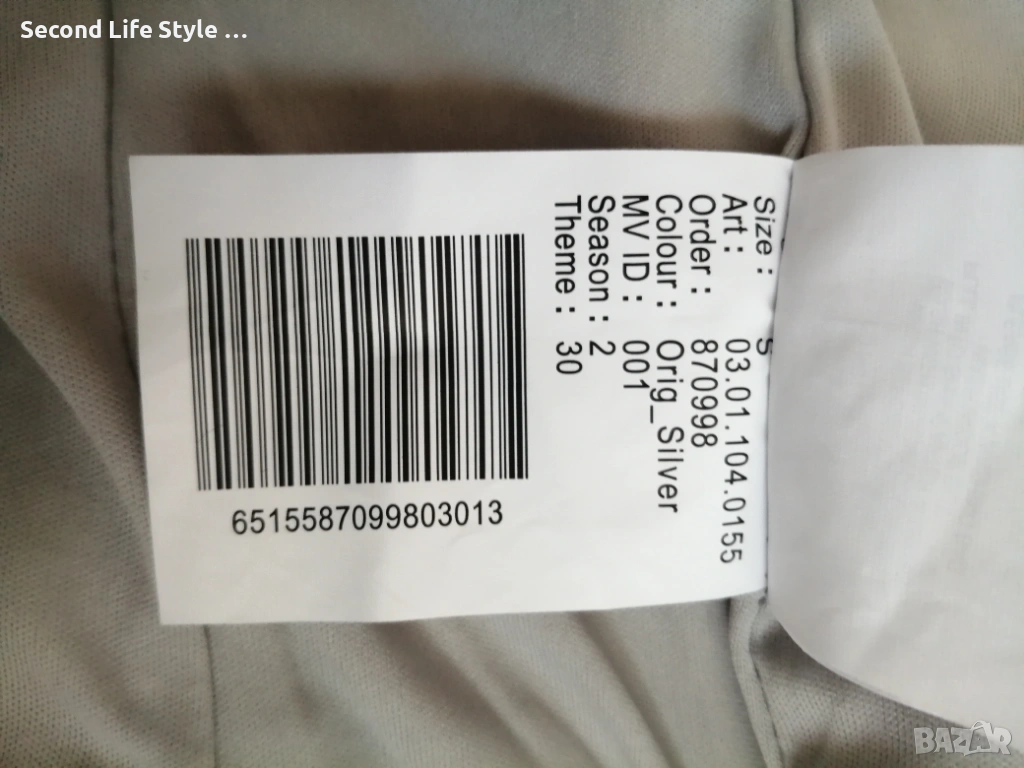 Second Life Style ...
Size : S
Art : 03.01.104.0155
Order : 870998
Colour : Orig_Silver
MV ID : 001
Season : 2
Theme : 30
6515587099803013
BAZAR